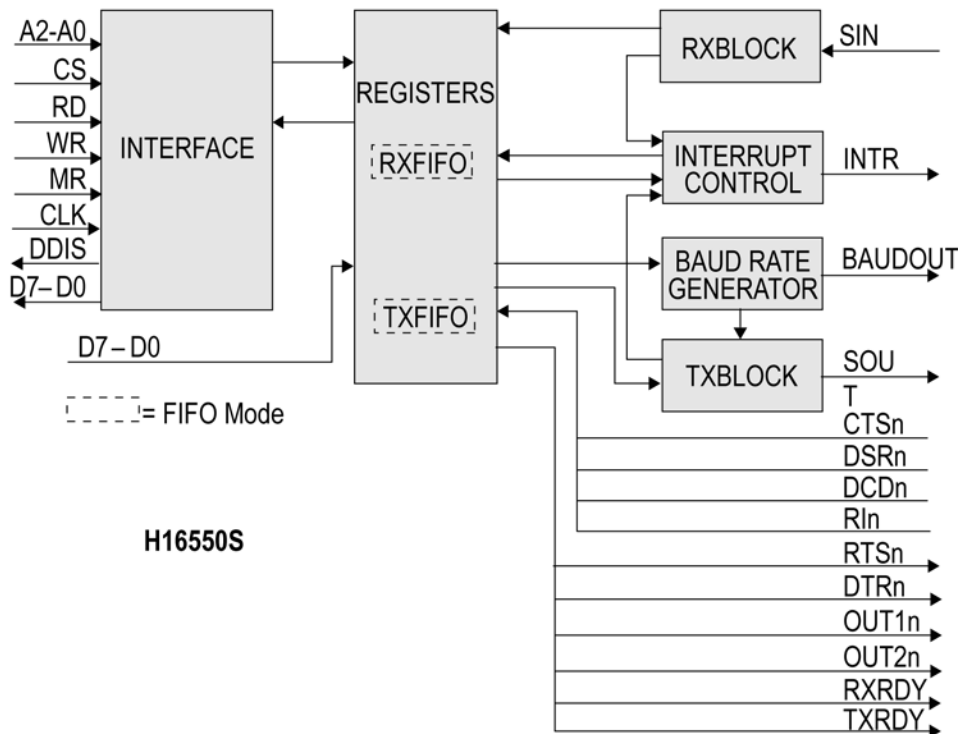 A2-A0
CS
RD
WR
MR
CLK
DDIS
D7–D0
INTERFACE
D7–D0
= FIFO Mode
H16550S
REGISTERS
RXFIFO
TXFIFO
RXBLOCK
INTERRUPT
CONTROL
BAUD RATE
GENERATOR
TXBLOCK
SIN
INTR
BAUDOUT
SOU
T
CTSn
DSRn
DCDn
RIn
RTSn
DTRn
OUT1n
OUT2n
RXRDY
TXRDY